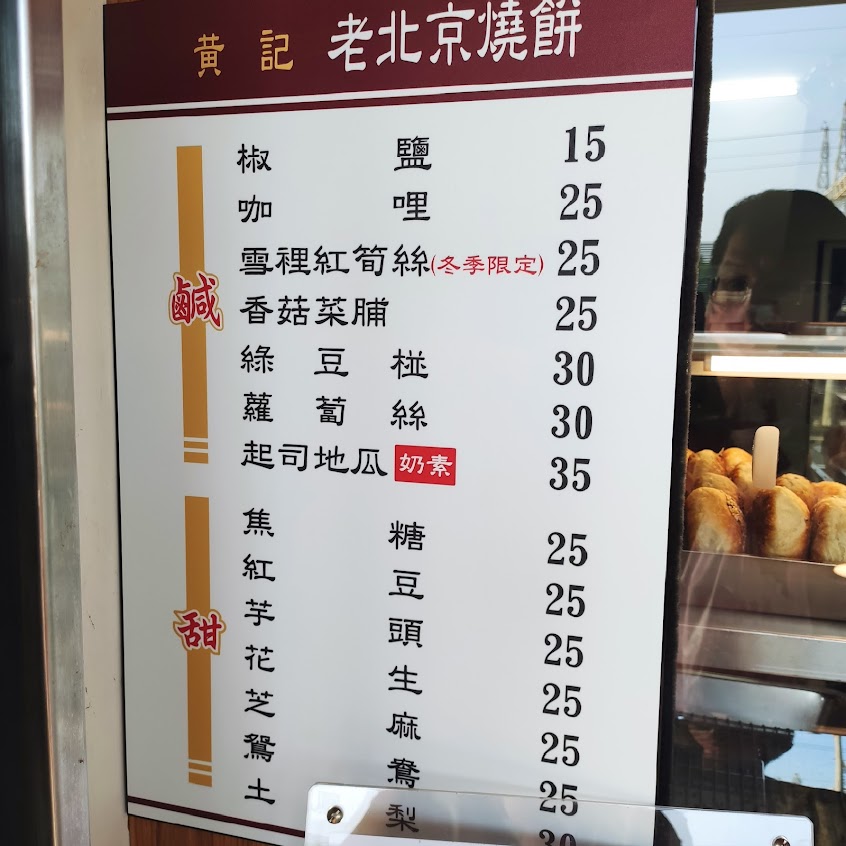 黃記 老北京燒餅
鹹
椒鹽 15
咖哩 25
雪裡紅筍絲(冬季限定) 25
香菇菜脯 25
綠豆椪 30
蘿蔔絲 30
起司地瓜 奶素 35
甜
焦糖 25
紅豆 25
芋頭 25
花生 25
芝麻 25
鴛鴦 25
土梨 30